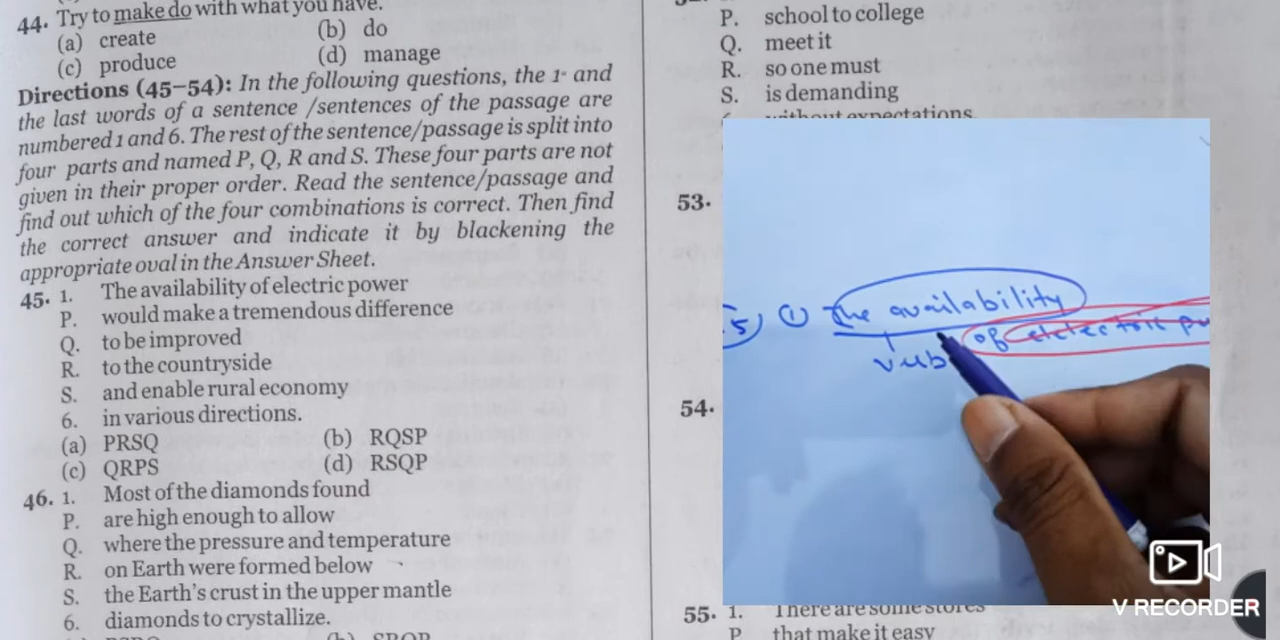 44. Try to make do with what you have.
(a) create (b) do
(c) produce (d) manage
Directions (45–54): In the following questions, the 1st and
the last words of a sentence /sentences of the passage are
numbered 1 and 6. The rest of the sentence/passage is split into
four parts and named P, Q, R and S. These four parts are not
given in their proper order. Read the sentence/passage and
find out which of the four combinations is correct. Then find
the correct answer and indicate it by blackening the
appropriate oval in the Answer Sheet.
45. 1. The availability of electric power
P. would make a tremendous difference
Q. to be improved
R. to the countryside
S. and enable rural economy
6. in various directions.
(a) PRSQ (b) RQSP
(c) QRPS (d) RSQP
46. 1. Most of the diamonds found
P. are high enough to allow
Q. where the pressure and temperature
R. on Earth were formed below
S. the Earth's crust in the upper mantle
6. diamonds to crystallize.
(b) SPQR
P. school to college
Q. meet it
R. so one must
S. is demanding
without expectations.
53.
5) ① The availability
of electric
verb
54.
55. 1. There are some stores
P. that make it easy
V RECORDER